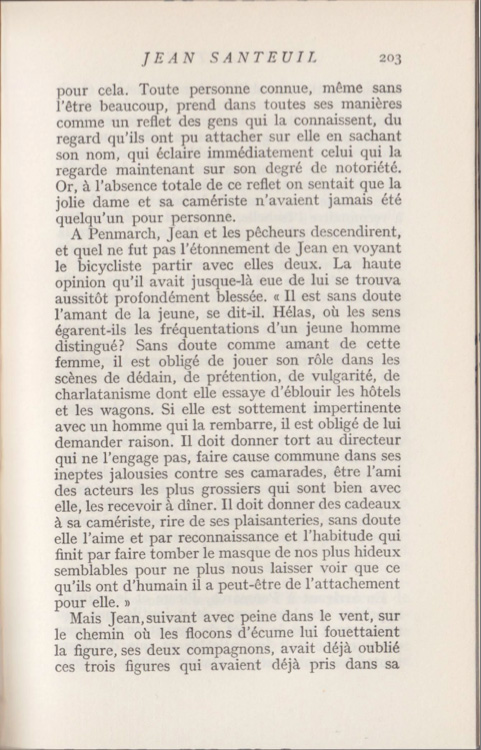 JEAN SANTEUIL 203
pour cela. Toute personne connue, même sans
l'être beaucoup, prend dans toutes ses manières
comme un reflet des gens qui la connaissent, du
regard qu'ils ont pu attacher sur elle en sachant
son nom, qui éclaire immédiatement celui qui la
regarde maintenant sur son degré de notoriété.
Or, à l'absence totale de ce reflet on sentait que la
jolie dame et sa camériste n'avaient jamais été
quelqu'un pour personne.
A Penmarch, Jean et les pêcheurs descendirent,
et quel ne fut pas l'étonnement de Jean en voyant
le bicycliste partir avec elles deux. La haute
opinion qu'il avait jusque-là eue de lui se trouva
aussitôt profondément blessée. « Il est sans doute
l'amant de la jeune, se dit-il. Hélas, où les sens
égarent-ils les fréquentations d'un jeune homme
distingué? Sans doute comme amant de cette
femme, il est obligé de jouer son rôle dans les
scènes de dédain, de prétention, de vulgarité, de
charlatanisme dont elle essaye d'éblouir les hôtels
et les wagons. Si elle est sottement impertinente
avec un homme qui la rembarre, il est obligé de lui
demander raison. Il doit donner tort au directeur
qui ne l'engage pas, faire cause commune dans ses
ineptes jalousies contre ses camarades, être l'ami
des acteurs les plus grossiers qui sont bien avec
elle, les recevoir à dîner. Il doit donner des cadeaux
à sa camériste, rire de ses plaisanteries, sans doute
elle l'aime et par reconnaissance et l'habitude qui
finit par faire tomber le masque de nos plus hideux
semblables pour ne plus nous laisser voir que ce
qu'ils ont d'humain il a peut-être de l'attachement
pour elle. »
Mais Jean, suivant avec peine dans le vent, sur
le chemin où les flocons d'écume lui fouettaient
la figure, ses deux compagnons, avait déjà oublié
ces trois figures qui avaient déjà pris dans sa